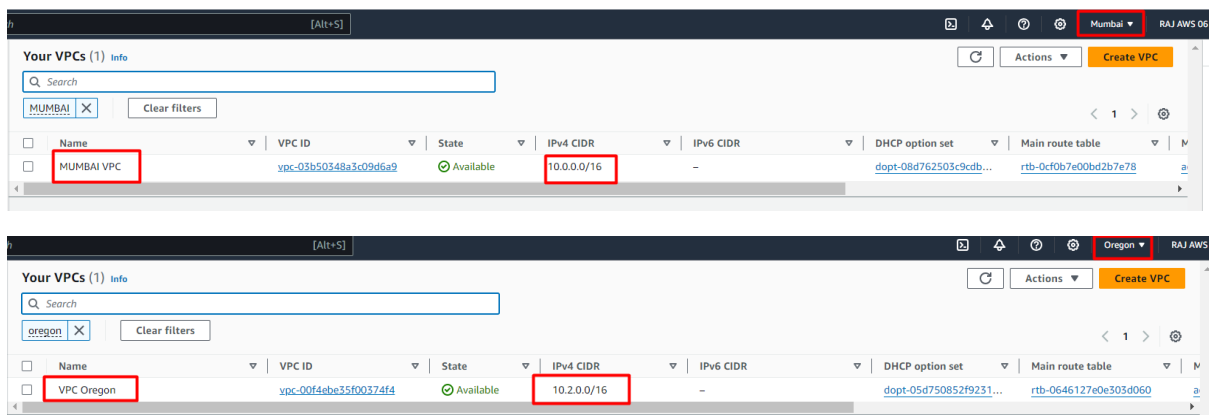 h [Alt+S] Mumbai ▼ RAJ AWS 06
Your VPCs (1) Info Actions ▼ Create VPC
Search
MUMBAI Clear filters 1
Name VPC ID State IPv4 CIDR IPv6 CIDR DHCP option set Main route table M
MUMBAI VPC vpc-03b50348a3c09d6a9 Available 10.0.0.0/16 – dopt-08d762503c9cdb... rtb-0cf0b7e00bd2b7e78 a
h [Alt+S] Oregon ▼ RAJ AWS
Your VPCs (1) Info Actions ▼ Create VPC
Search
oregon Clear filters 1
Name VPC ID State IPv4 CIDR IPv6 CIDR DHCP option set Main route table M
VPC Oregon vpc-00f4ebe35f00374f4 Available 10.2.0.0/16 – dopt-05d750852f9231... rtb-0646127e0e303d060 a